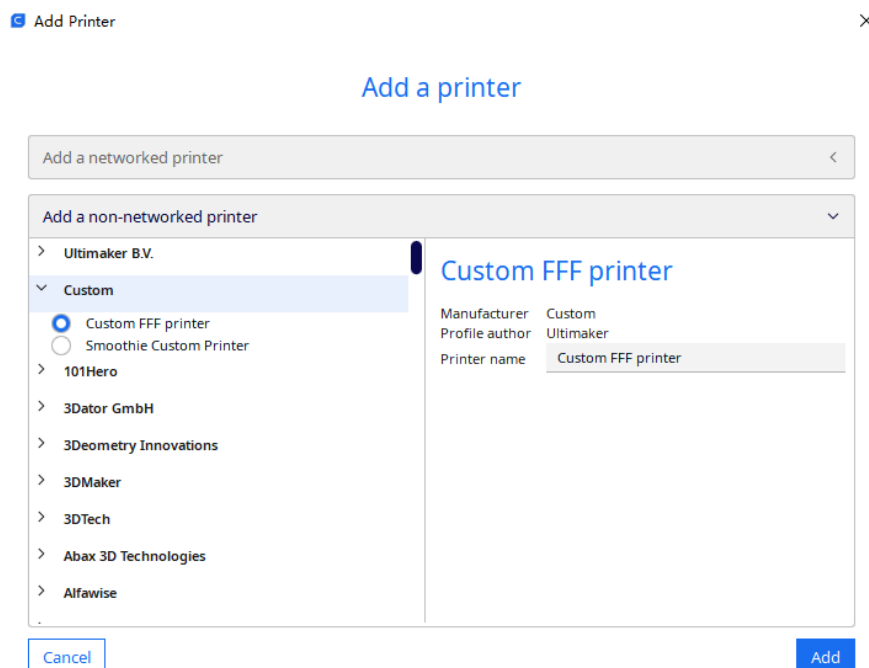 Add Printer
Add a printer
Add a networked printer
Add a non-networked printer
Ultimaker B.V.
Custom
Custom FFF printer
Smoothie Custom Printer
101Hero
3Dator GmbH
3Deometry Innovations
3DMaker
3DTech
Abax 3D Technologies
Alfawise
Custom FFF printer
Manufacturer Custom
Profile author Ultimaker
Printer name Custom FFF printer
Cancel
Add